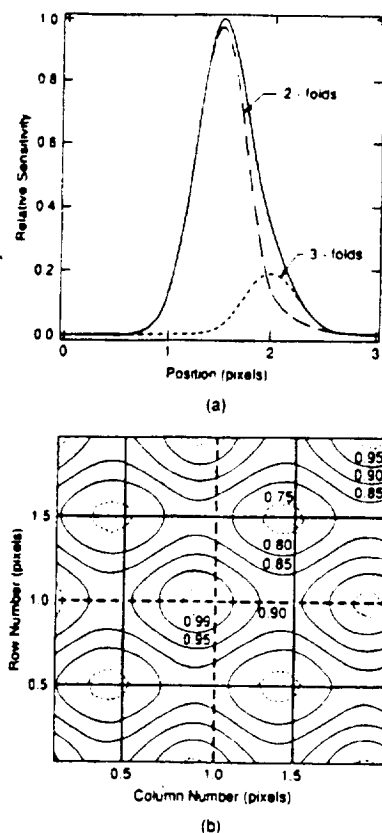 1.0
0.8
0.6
0.4
0.2
0.0
Relative Sensitivity
2 - folds
3 - folds
0 1 2 3
Position (pixels)
(a)
0.95
0.90
0.85
0.75
1.5
0.80
0.85
1.0
0.90
0.99
0.95
0.5
Row Number (pixels)
0.5 1.0 1.5
Column Number (pixels)
(b)